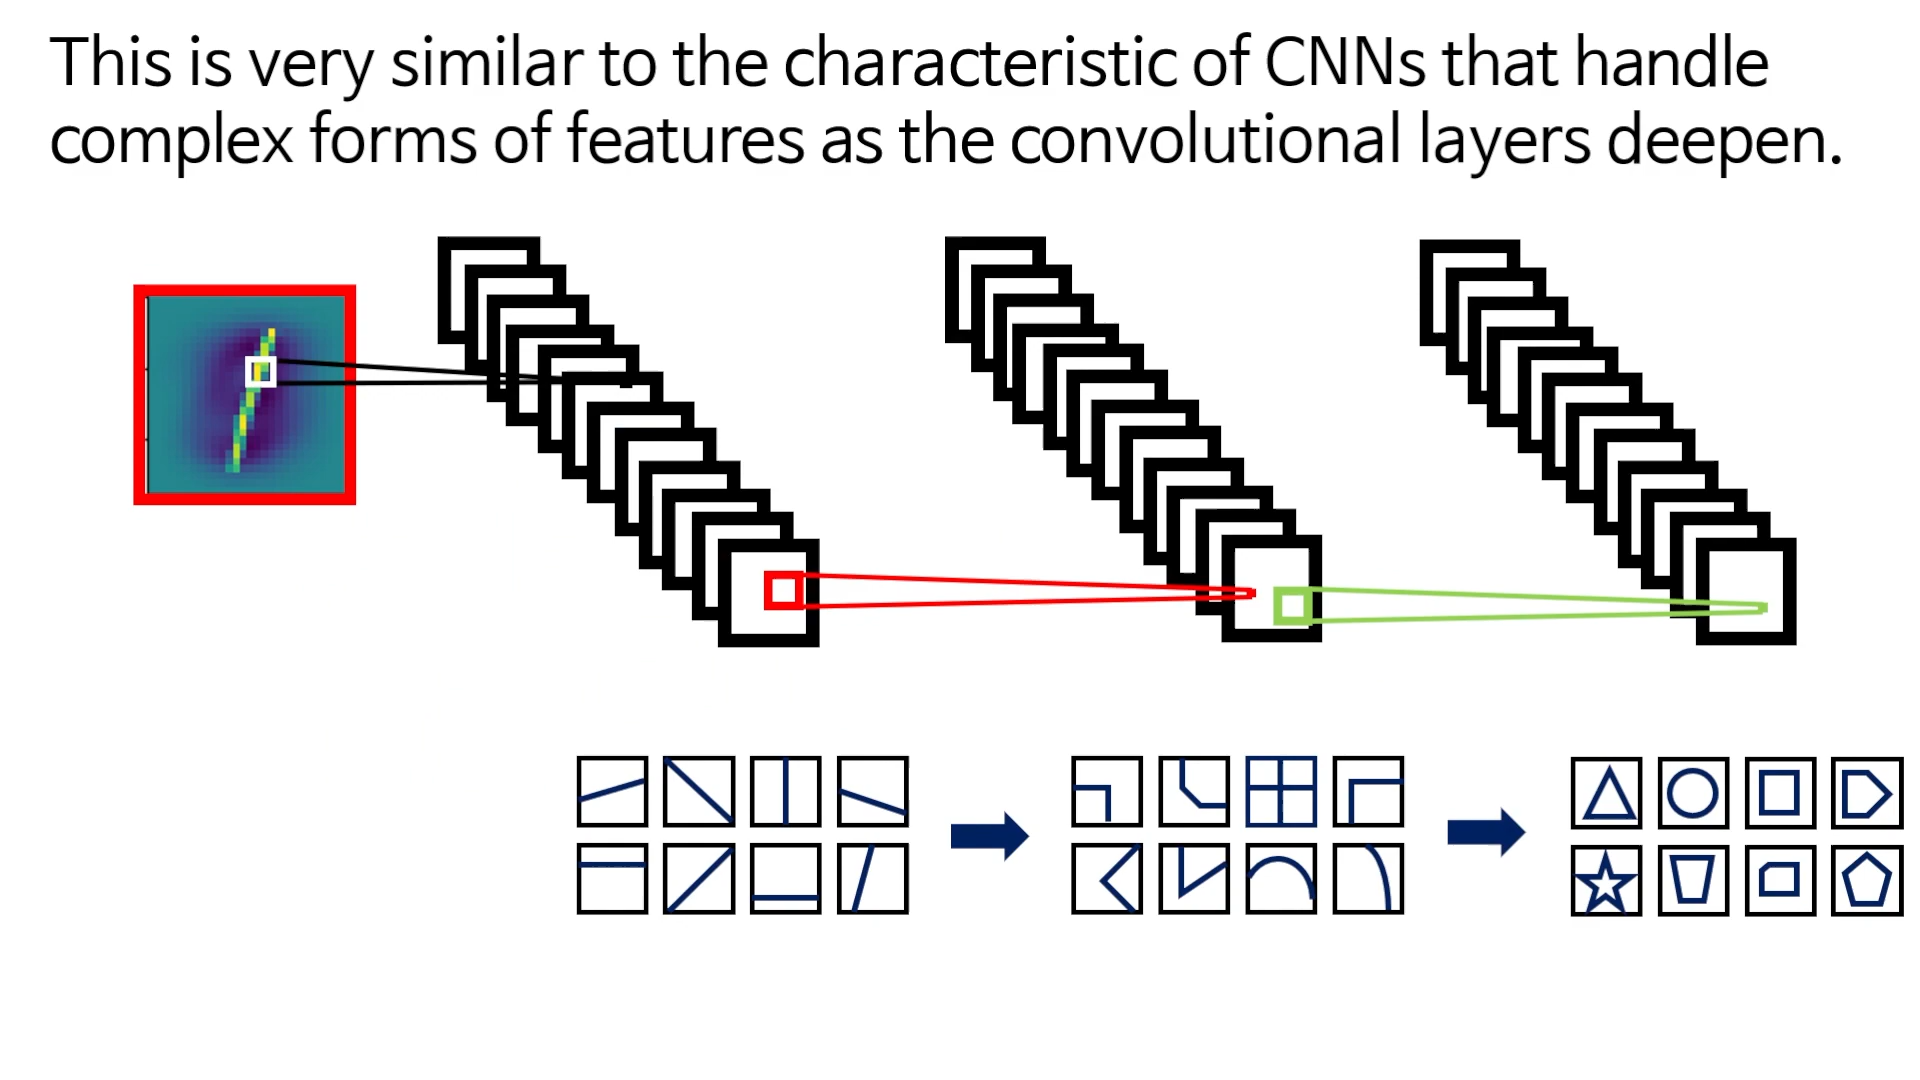 This is very similar to the characteristic of CNNs that handle
complex forms of features as the convolutional layers deepen.